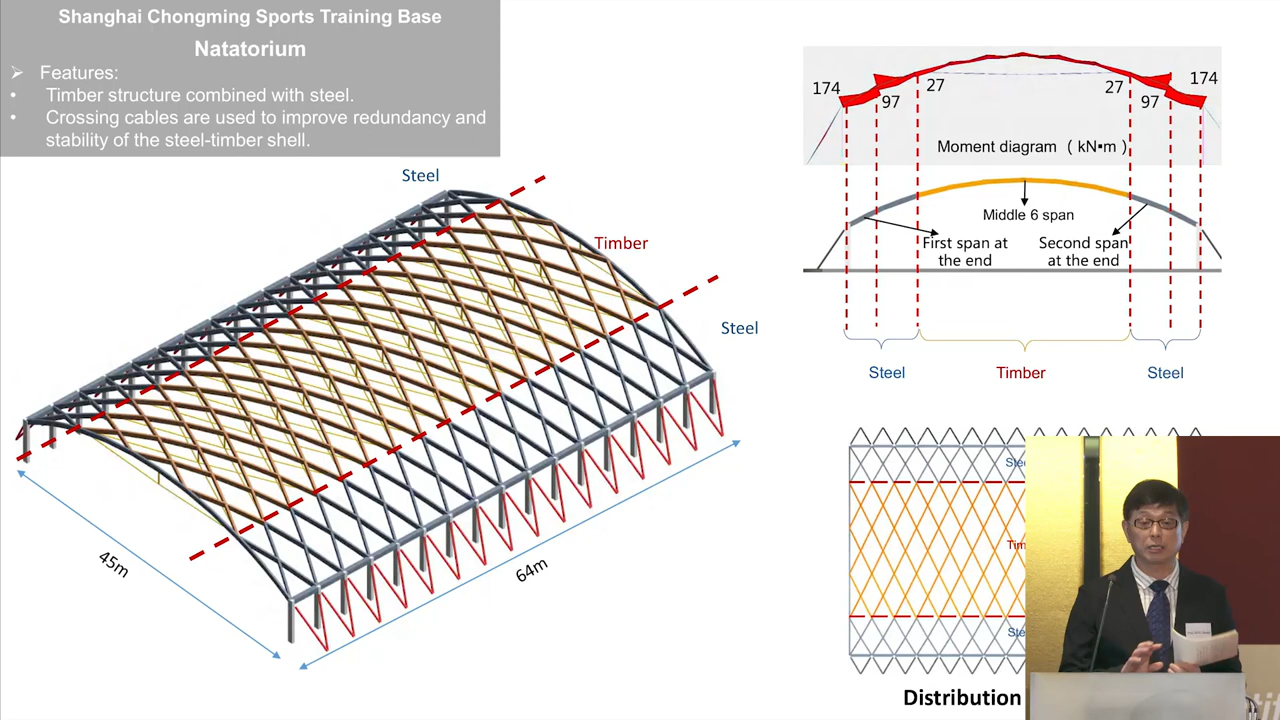 Shanghai Chongming Sports Training Base
Natatorium
Features:
Timber structure combined with steel.
Crossing cables are used to improve redundancy and
stability of the steel-timber shell.
Steel
Timber
Steel
45m
64m
174
97
27
27
97
174
Moment diagram （kN▪m）
Middle 6 span
First span at
the end
Second span
at the end
Steel
Timber
Steel
Distribution